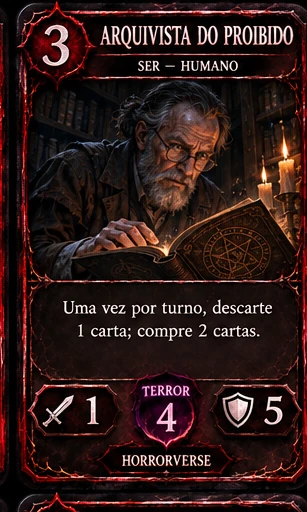 3
ARQUIVISTA DO PROIBIDO
SER — HUMANO
Uma vez por turno, descarte
1 carta; compre 2 cartas.
1
TERROR
4
5
HORRORVERSE